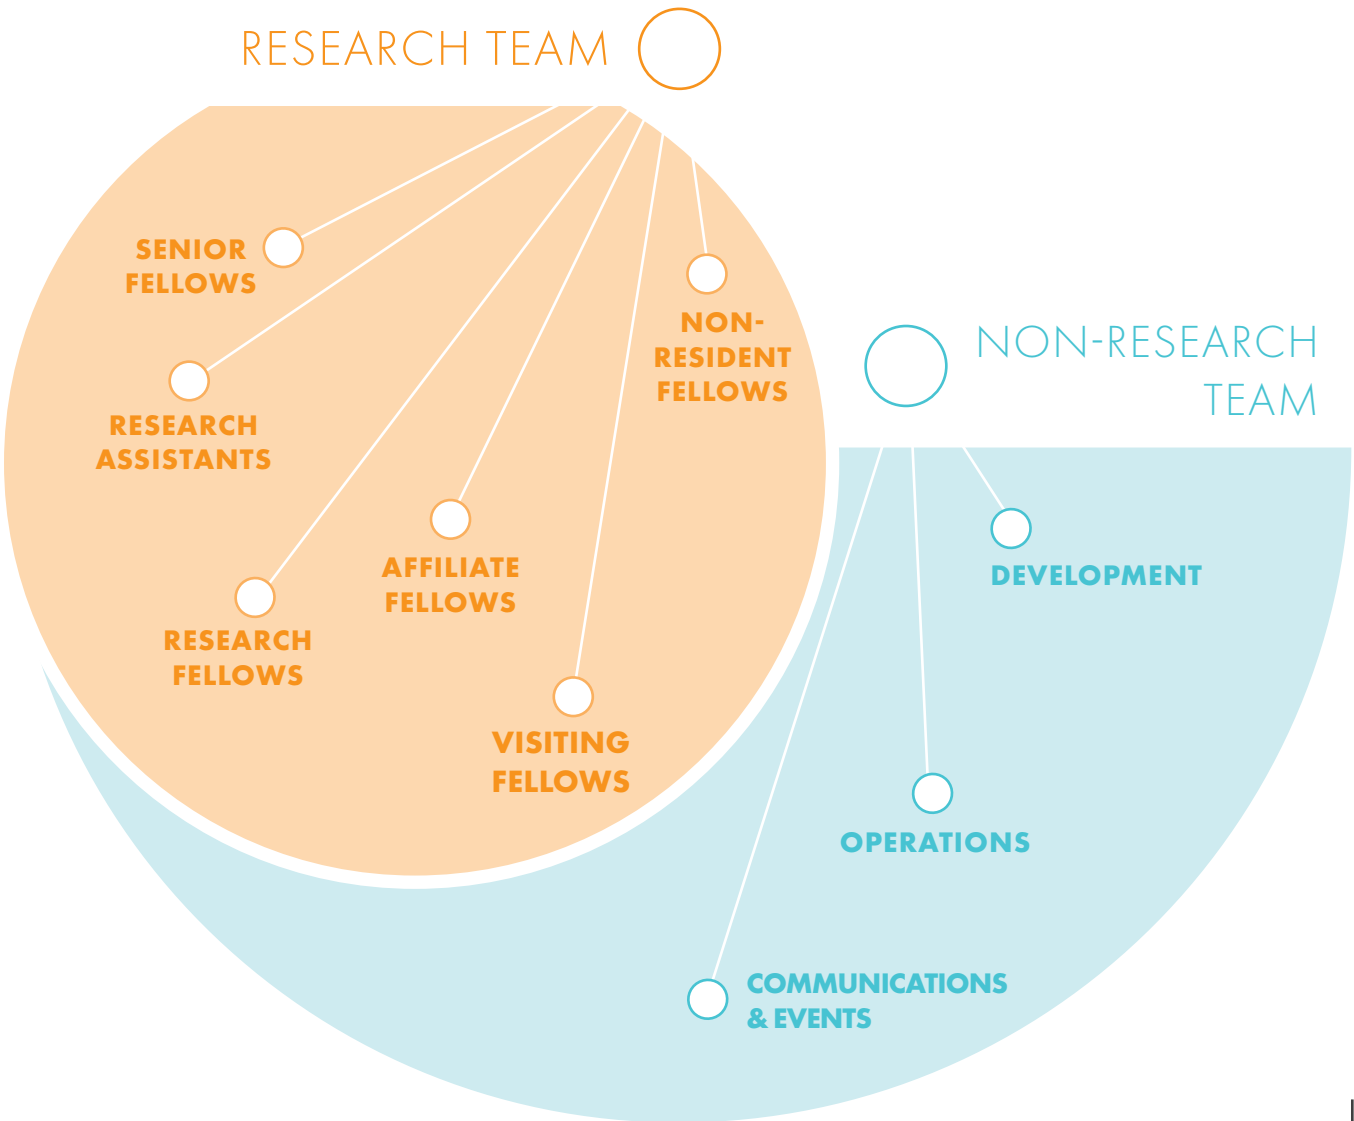 RESEARCH TEAM
SENIOR
FELLOWS
RESEARCH
ASSISTANTS
RESEARCH
FELLOWS
AFFILIATE
FELLOWS
VISITING
FELLOWS
NON-
RESIDENT
FELLOWS
NON-RESEARCH
TEAM
DEVELOPMENT
OPERATIONS
COMMUNICATIONS
& EVENTS